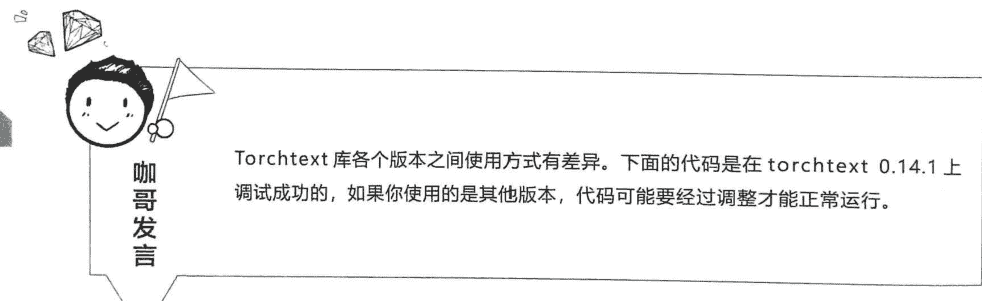 咖哥发言
Torchtext 库各个版本之间使用方式有差异。下面的代码是在 torchtext 0.14.1 上
调试成功的，如果你使用的是其他版本，代码可能要经过调整才能正常运行。